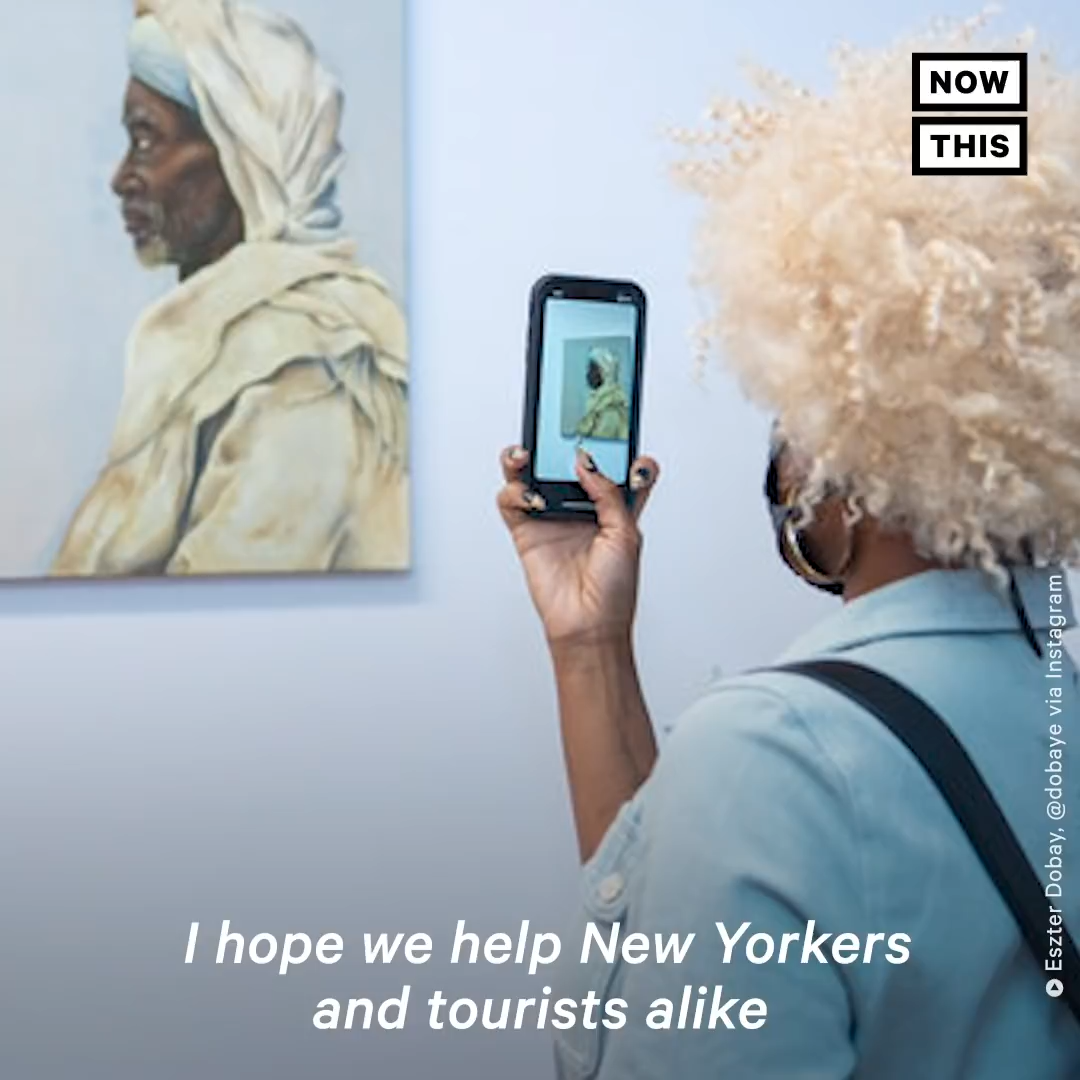 NOW
THIS
I hope we help New Yorkers
and tourists alike
Eszter Dobay, @dobaye via Instagram